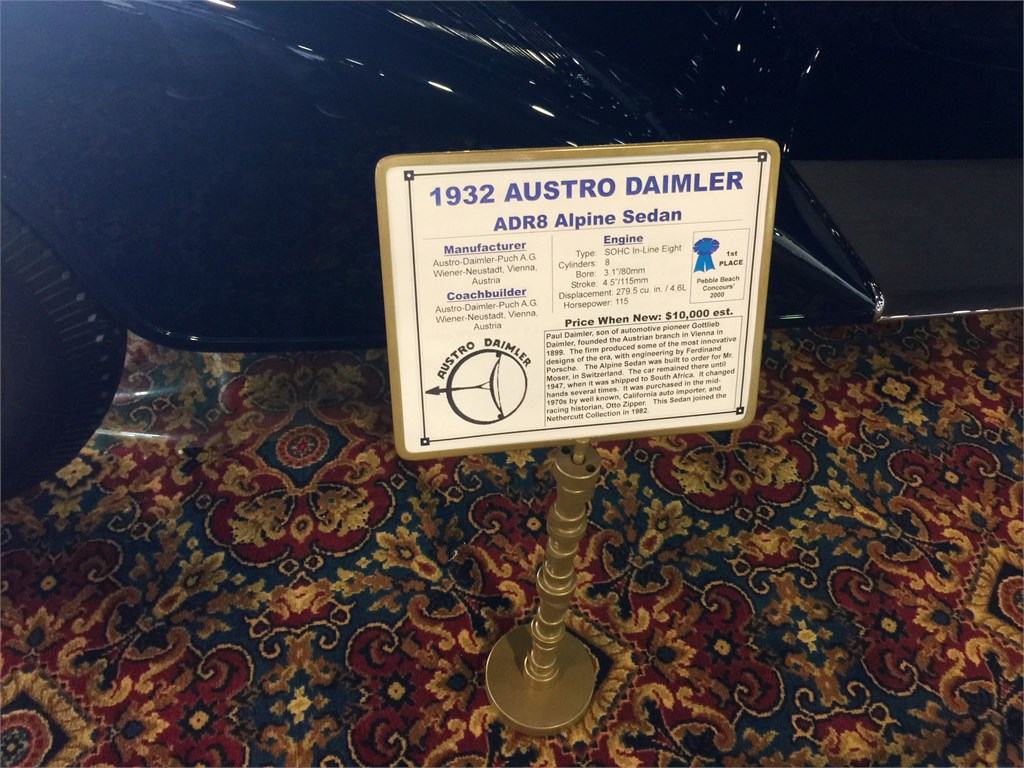 1932 AUSTRO DAIMLER
ADR8 Alpine Sedan
Manufacturer
Austro-Daimler-Puch A.G.
Wiener-Neustadt, Vienna,
Austria
Coachbuilder
Austro-Daimler-Puch A.G.
Wiener-Neustadt, Vienna,
Austria
Engine
Type: SOHC In-Line Eight
Cylinders: 8
Bore: 3.1"/80mm
Stroke: 4.5"/115mm
Displacement: 279.5 cu. in. / 4.6L
Horsepower: 115
1st
PLACE
Pebble Beach
Concours'
2000
Price When New: $10,000 est.
AUSTRO DAIMLER
Paul Daimler, son of automotive pioneer Gottlieb
Daimler, founded the Austrian branch in Vienna in
1899. The firm produced some of the most innovative
designs of the era, with engineering by Ferdinand
Porsche. The Alpine Sedan was built to order for Mr.
Moser, in Switzerland. The car remained there until
1947, when it was shipped to South Africa. It changed
hands several times. It was purchased in the mid-
1970s by well known, California auto importer, and
racing historian, Otto Zipper. This Sedan joined the
Nethercutt Collection in 1982.